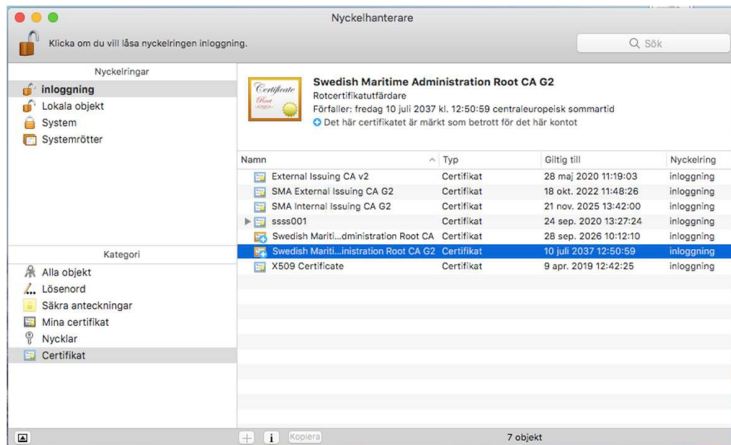 Nyckelhanterare
Klicka om du vill låsa nyckelringen inloggning.
Sök
Nyckelringar
inloggning
Lokala objekt
System
Systemrötter
Certificate
Root
Swedish Maritime Administration Root CA G2
Rotcertifikatutfärdare
Förfaller: fredag 10 juli 2037 kl. 12:50:59 centraleuropeisk sommartid
Det här certifikatet är märkt som betrott för det här kontot
Namn Typ Giltig till Nyckelring
External Issuing CA v2 Certifikat 28 maj 2020 11:19:03 inloggning
SMA External Issuing CA G2 Certifikat 18 okt. 2022 11:48:26 inloggning
SMA Internal Issuing CA G2 Certifikat 21 nov. 2025 13:42:00 inloggning
ssss001 Certifikat 24 sep. 2020 13:27:24 inloggning
Swedish Mariti...dministration Root CA Certifikat 28 sep. 2026 10:12:10 inloggning
Swedish Mariti...inistration Root CA G2 Certifikat 10 juli 2037 12:50:59 inloggning
X509 Certificate Certifikat 9 apr. 2019 12:42:25 inloggning
Kategori
Alla objekt
Lösenord
Säkra anteckningar
Mina certifikat
Nycklar
Certifikat
Kopiera
7 objekt